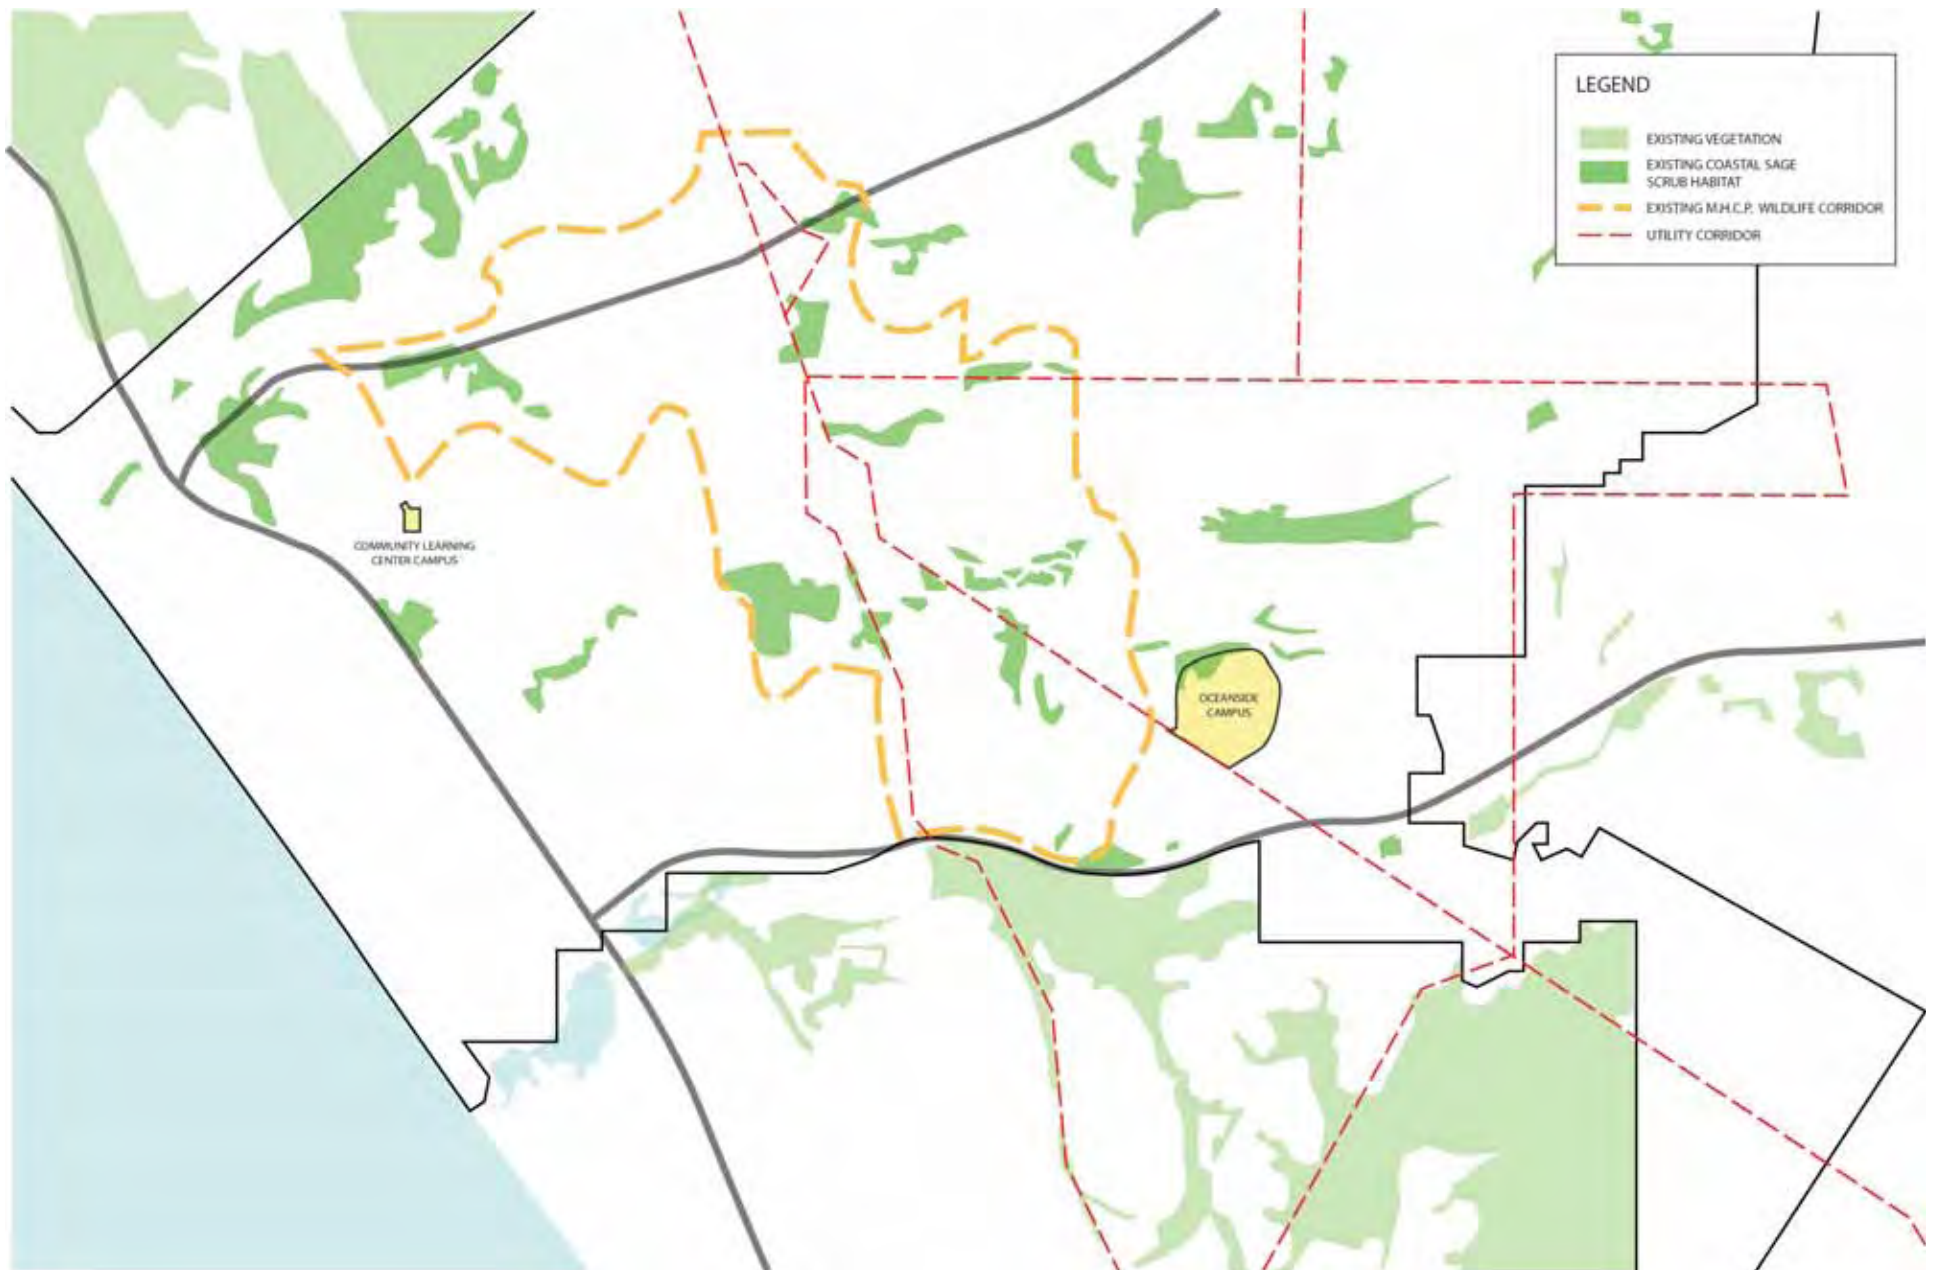 LEGEND
EXISTING VEGETATION
EXISTING COASTAL SAGE
SCRUB HABITAT
EXISTING M.H.C.P. WILDLIFE CORRIDOR
UTILITY CORRIDOR
COMMUNITY LEARNING
CENTER CAMPUS
OCEANSIDE
CAMPUS